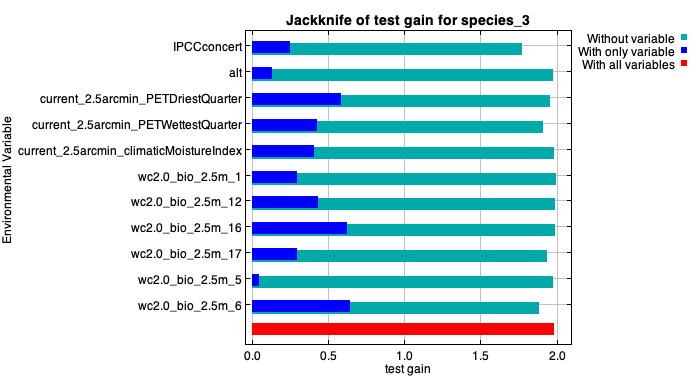 Jackknife of test gain for species_3
Without variable
With only variable
With all variables
Environmental Variable
IPCCconcert
alt
current_2.5arcmin_PETDriestQuarter
current_2.5arcmin_PETWettestQuarter
current_2.5arcmin_climaticMoistureIndex
wc2.0_bio_2.5m_1
wc2.0_bio_2.5m_12
wc2.0_bio_2.5m_16
wc2.0_bio_2.5m_17
wc2.0_bio_2.5m_5
wc2.0_bio_2.5m_6
0.0 0.5 1.0 1.5 2.0
test gain